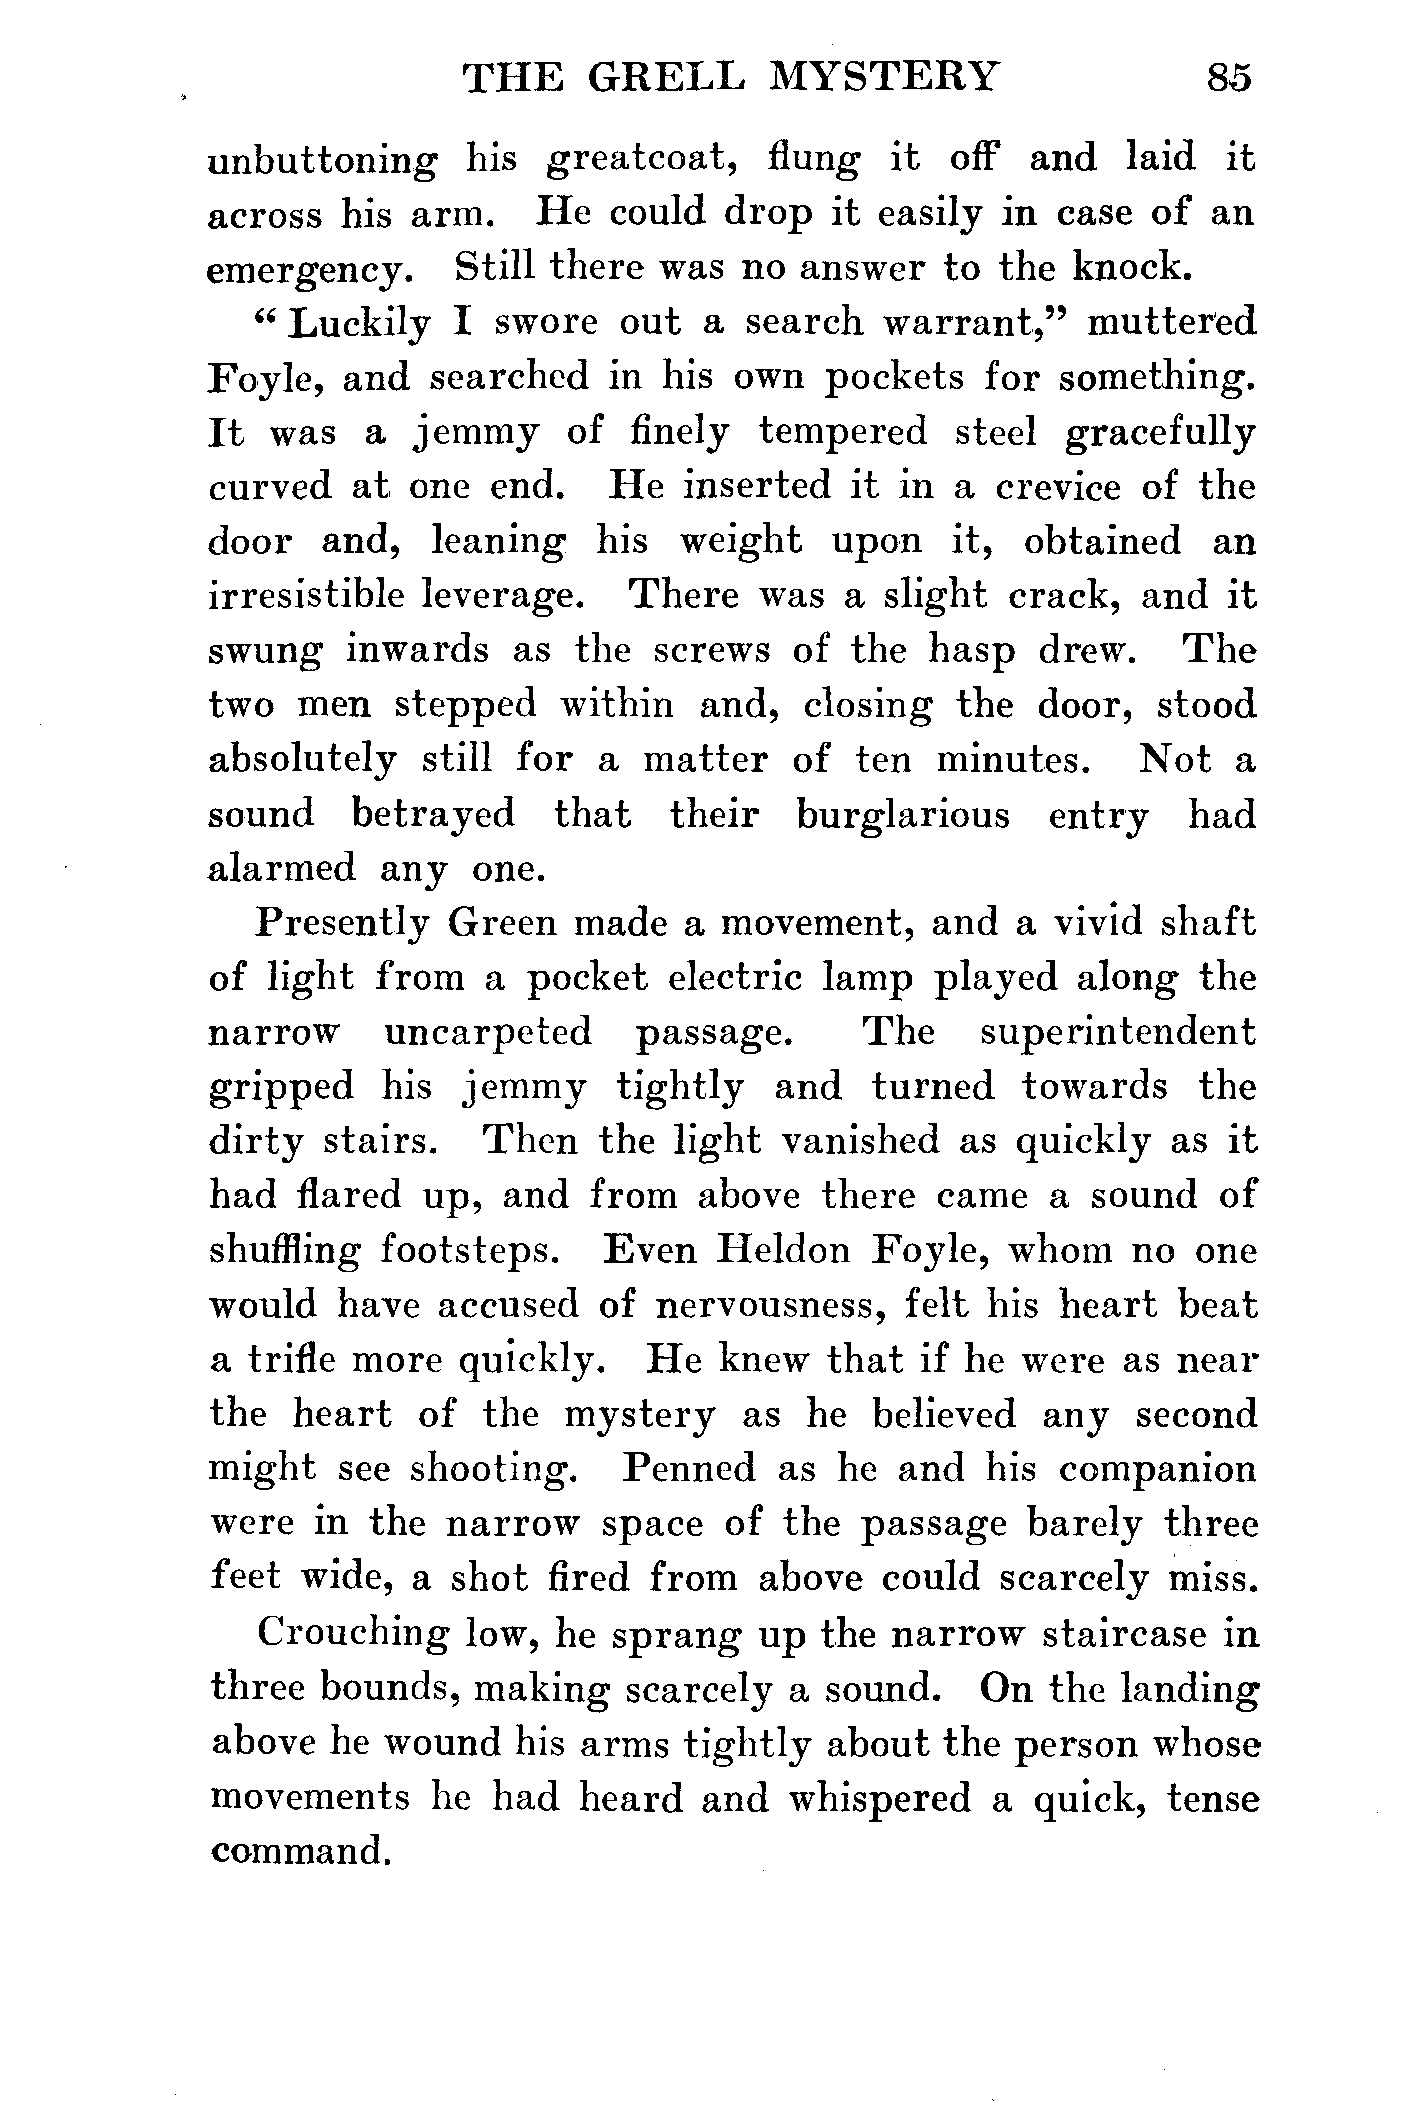 THE GRELL MYSTERY 85
unbuttoning his greatcoat, flung it off and laid it
across his arm. He could drop it easily in case of an
emergency. Still there was no answer to the knock.
“Luckily I swore out a search warrant,” muttered
Foyle, and searched in his own pockets for something.
It was a jemmy of finely tempered steel gracefully
curved at one end. He inserted it in a crevice of the
door and, leaning his weight upon it, obtained an
irresistible leverage. There was a slight crack, and it
swung inwards as the screws of the hasp drew. The
two men stepped within and, closing the door, stood
absolutely still for a matter of ten minutes. Not a
sound betrayed that their burglarious entry had
alarmed any one.
Presently Green made a movement, and a vivid shaft
of light from a pocket electric lamp played along the
narrow uncarpeted passage. The superintendent
gripped his jemmy tightly and turned towards the
dirty stairs. Then the light vanished as quickly as it
had flared up, and from above there came a sound of
shuffling footsteps. Even Heldon Foyle, whom no one
would have accused of nervousness, felt his heart beat
a trifle more quickly. He knew that if he were as near
the heart of the mystery as he believed any second
might see shooting. Penned as he and his companion
were in the narrow space of the passage barely three
feet wide, a shot fired from above could scarcely miss.
Crouching low, he sprang up the narrow staircase in
three bounds, making scarcely a sound. On the landing
above he wound his arms tightly about the person whose
movements he had heard and whispered a quick, tense
command.